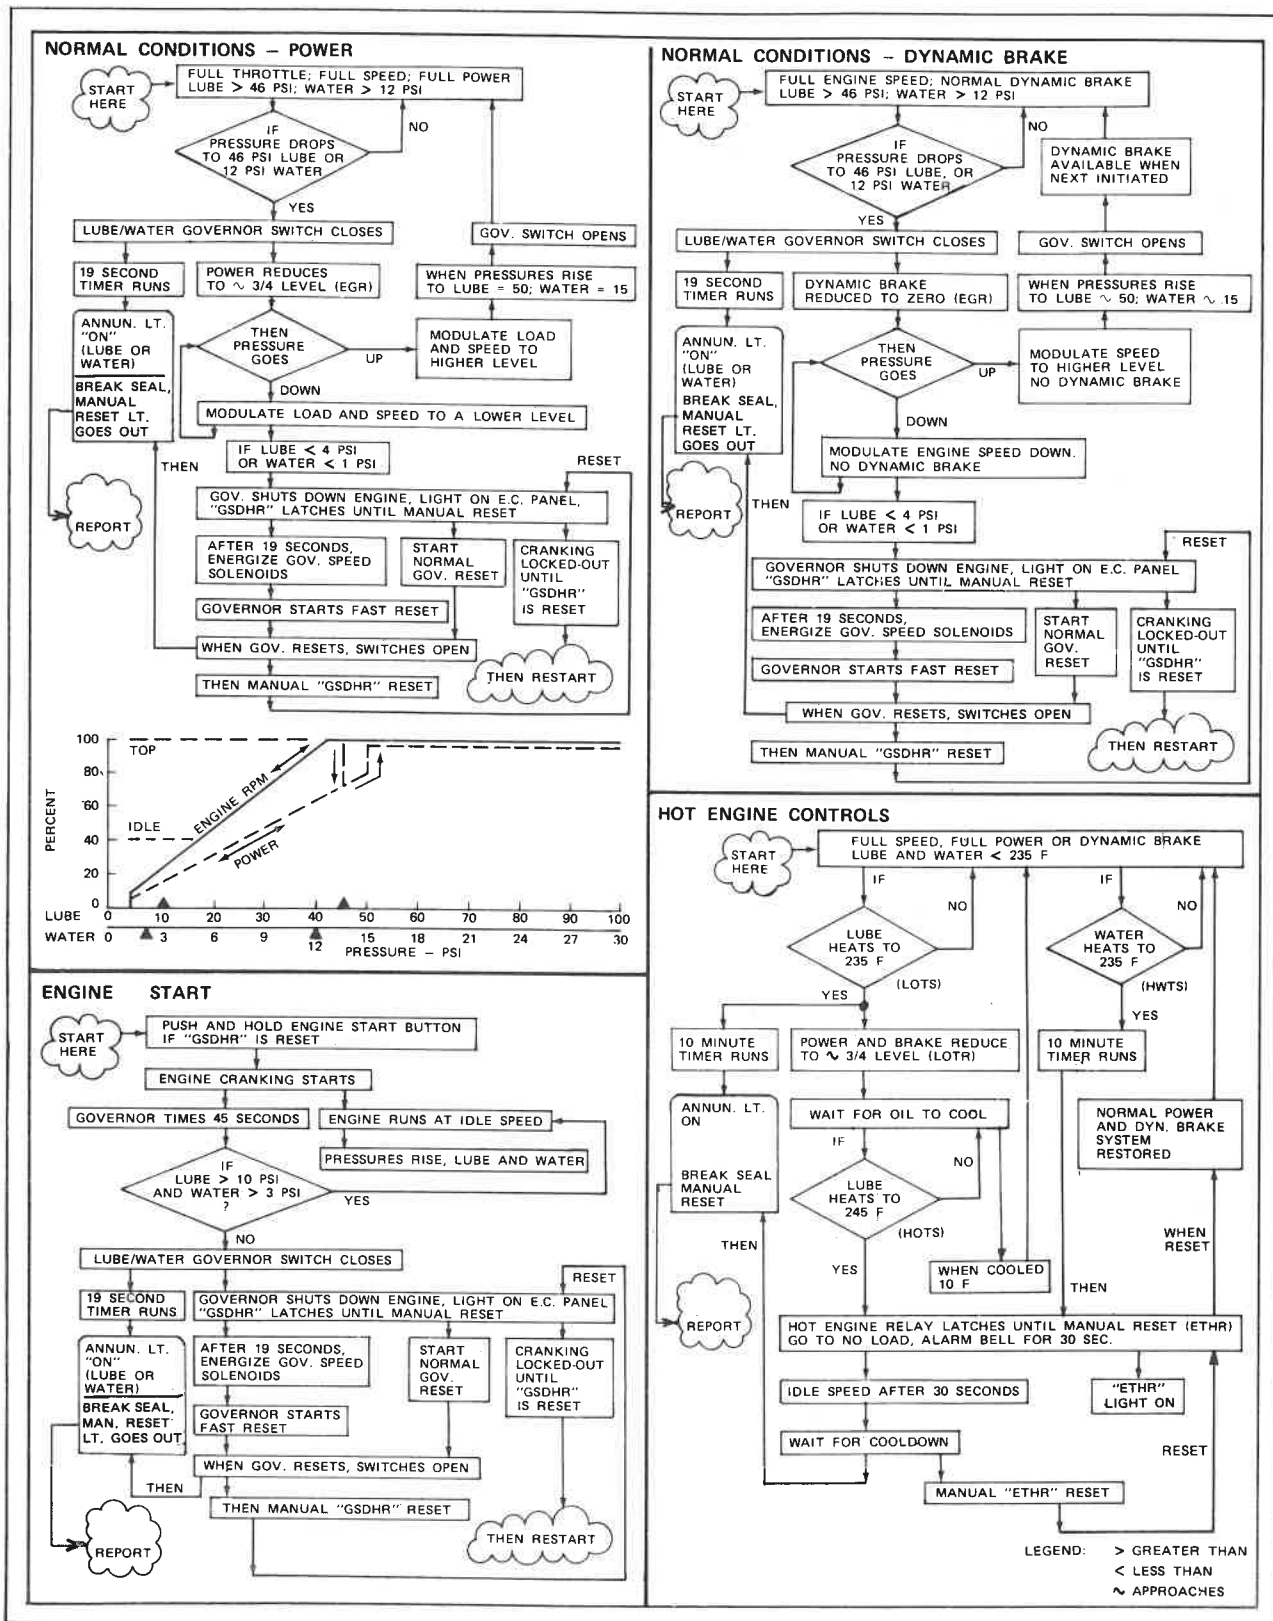 NORMAL CONDITIONS – POWER
START
HERE
FULL THROTTLE; FULL SPEED; FULL POWER
LUBE > 46 PSI; WATER > 12 PSI
NO
IF
PRESSURE DROPS
TO 46 PSI LUBE OR
12 PSI WATER
YES
LUBE/WATER GOVERNOR SWITCH CLOSES
GOV. SWITCH OPENS
19 SECOND
TIMER RUNS
POWER REDUCES
TO ∼ 3/4 LEVEL (EGR)
WHEN PRESSURES RISE
TO LUBE = 50; WATER = 15
ANNUN. LT.
"ON"
(LUBE OR
WATER)
BREAK SEAL,
MANUAL
RESET LT.
GOES OUT
THEN
PRESSURE
GOES
UP
MODULATE LOAD
AND SPEED TO
HIGHER LEVEL
DOWN
MODULATE LOAD AND SPEED TO A LOWER LEVEL
IF LUBE < 4 PSI
OR WATER < 1 PSI
THEN
RESET
REPORT
GOV. SHUTS DOWN ENGINE, LIGHT ON E.C. PANEL,
"GSDHR" LATCHES UNTIL MANUAL RESET
AFTER 19 SECONDS,
ENERGIZE GOV. SPEED
SOLENOIDS
START
NORMAL
GOV. RESET
CRANKING
LOCKED-OUT
UNTIL
"GSDHR"
IS RESET
GOVERNOR STARTS FAST RESET
WHEN GOV. RESETS, SWITCHES OPEN
THEN MANUAL "GSDHR" RESET
THEN RESTART
100
80
60
40
20
0
PERCENT
TOP
IDLE
ENGINE RPM
POWER
LUBE 0 10 20 30 40 50 60 70 80 90 100
WATER 0 3 6 9 12 15 18 21 24 27 30
PRESSURE – PSI
NORMAL CONDITIONS – DYNAMIC BRAKE
START
HERE
FULL ENGINE SPEED; NORMAL DYNAMIC BRAKE
LUBE > 46 PSI; WATER > 12 PSI
NO
IF
PRESSURE DROPS
TO 46 PSI LUBE, OR
12 PSI WATER
DYNAMIC BRAKE
AVAILABLE WHEN
NEXT INITIATED
YES
LUBE/WATER GOVERNOR SWITCH CLOSES
GOV. SWITCH OPENS
19 SECOND
TIMER RUNS
DYNAMIC BRAKE
REDUCED TO ZERO (EGR)
WHEN PRESSURES RISE
TO LUBE ∼ 50; WATER ∼ 15
ANNUN. LT.
"ON"
(LUBE OR
WATER)
BREAK SEAL,
MANUAL
RESET LT.
GOES OUT
THEN
PRESSURE
GOES
UP
MODULATE SPEED
TO HIGHER LEVEL
NO DYNAMIC BRAKE
DOWN
MODULATE ENGINE SPEED DOWN.
NO DYNAMIC BRAKE
REPORT
THEN
IF LUBE < 4 PSI
OR WATER < 1 PSI
RESET
GOVERNOR SHUTS DOWN ENGINE, LIGHT ON E.C. PANEL
"GSDHR" LATCHES UNTIL MANUAL RESET
AFTER 19 SECONDS,
ENERGIZE GOV. SPEED SOLENOIDS
START
NORMAL
GOV.
RESET
CRANKING
LOCKED-OUT
UNTIL
"GSDHR"
IS RESET
GOVERNOR STARTS FAST RESET
WHEN GOV. RESETS, SWITCHES OPEN
THEN MANUAL "GSDHR" RESET
THEN RESTART
ENGINE START
START
HERE
PUSH AND HOLD ENGINE START BUTTON
IF "GSDHR" IS RESET
ENGINE CRANKING STARTS
GOVERNOR TIMES 45 SECONDS
ENGINE RUNS AT IDLE SPEED
PRESSURES RISE, LUBE AND WATER
IF
LUBE > 10 PSI
AND WATER > 3 PSI
?
YES
NO
LUBE/WATER GOVERNOR SWITCH CLOSES
RESET
19 SECOND
TIMER RUNS
GOVERNOR SHUTS DOWN ENGINE, LIGHT ON E.C. PANEL
"GSDHR" LATCHES UNTIL MANUAL RESET
ANNUN. LT.
"ON"
(LUBE OR
WATER)
BREAK SEAL,
MAN, RESET
LT. GOES OUT
AFTER 19 SECONDS,
ENERGIZE GOV. SPEED
SOLENOIDS
START
NORMAL
GOV.
RESET
CRANKING
LOCKED-OUT
UNTIL
"GSDHR"
IS RESET
GOVERNOR STARTS
FAST RESET
WHEN GOV. RESETS, SWITCHES OPEN
THEN
THEN MANUAL "GSDHR" RESET
REPORT
THEN RESTART
HOT ENGINE CONTROLS
START
HERE
FULL SPEED, FULL POWER OR DYNAMIC BRAKE
LUBE AND WATER < 235 F
IF
NO
LUBE
HEATS TO
235 F
(LOTS)
YES
IF
NO
WATER
HEATS TO
235 F
(HWTS)
YES
10 MINUTE
TIMER RUNS
POWER AND BRAKE REDUCE
TO ∼ 3/4 LEVEL (LOTR)
10 MINUTE
TIMER RUNS
ANNUN. LT.
ON
BREAK SEAL
MANUAL
RESET
WAIT FOR OIL TO COOL
IF
NO
LUBE
HEATS TO
245 F
(HOTS)
YES
NORMAL POWER
AND DYN. BRAKE
SYSTEM
RESTORED
WHEN
RESET
THEN
WHEN COOLED
10 F
THEN
REPORT
HOT ENGINE RELAY LATCHES UNTIL MANUAL RESET (ETHR)
GO TO NO LOAD, ALARM BELL FOR 30 SEC.
IDLE SPEED AFTER 30 SECONDS
"ETHR"
LIGHT ON
WAIT FOR COOLDOWN
RESET
MANUAL "ETHR" RESET
LEGEND: > GREATER THAN
< LESS THAN
∼ APPROACHES